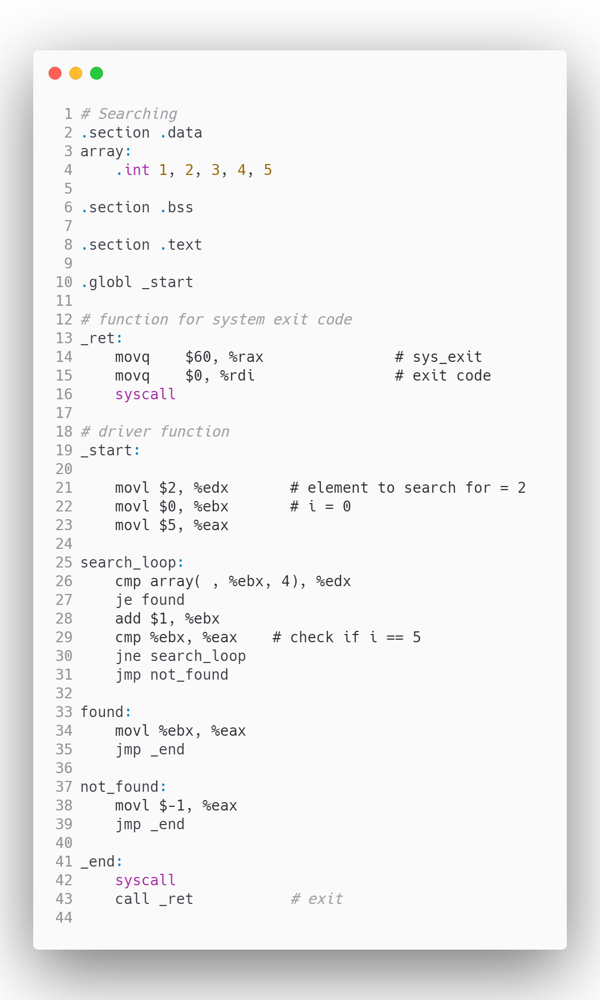 1 # Searching
2 .section .data
3 array:
4     .int 1, 2, 3, 4, 5
5
6 .section .bss
7
8 .section .text
9
10 .globl _start
11
12 # function for system exit code
13 _ret:
14     movq    $60, %rax               # sys_exit
15     movq    $0, %rdi                # exit code
16     syscall
17
18 # driver function
19 _start:
20
21     movl $2, %edx       # element to search for = 2
22     movl $0, %ebx       # i = 0
23     movl $5, %eax
24
25 search_loop:
26     cmp array( , %ebx, 4), %edx
27     je found
28     add $1, %ebx
29     cmp %ebx, %eax    # check if i == 5
30     jne search_loop
31     jmp not_found
32
33 found:
34     movl %ebx, %eax
35     jmp _end
36
37 not_found:
38     movl $-1, %eax
39     jmp _end
40
41 _end:
42     syscall
43     call _ret           # exit
44